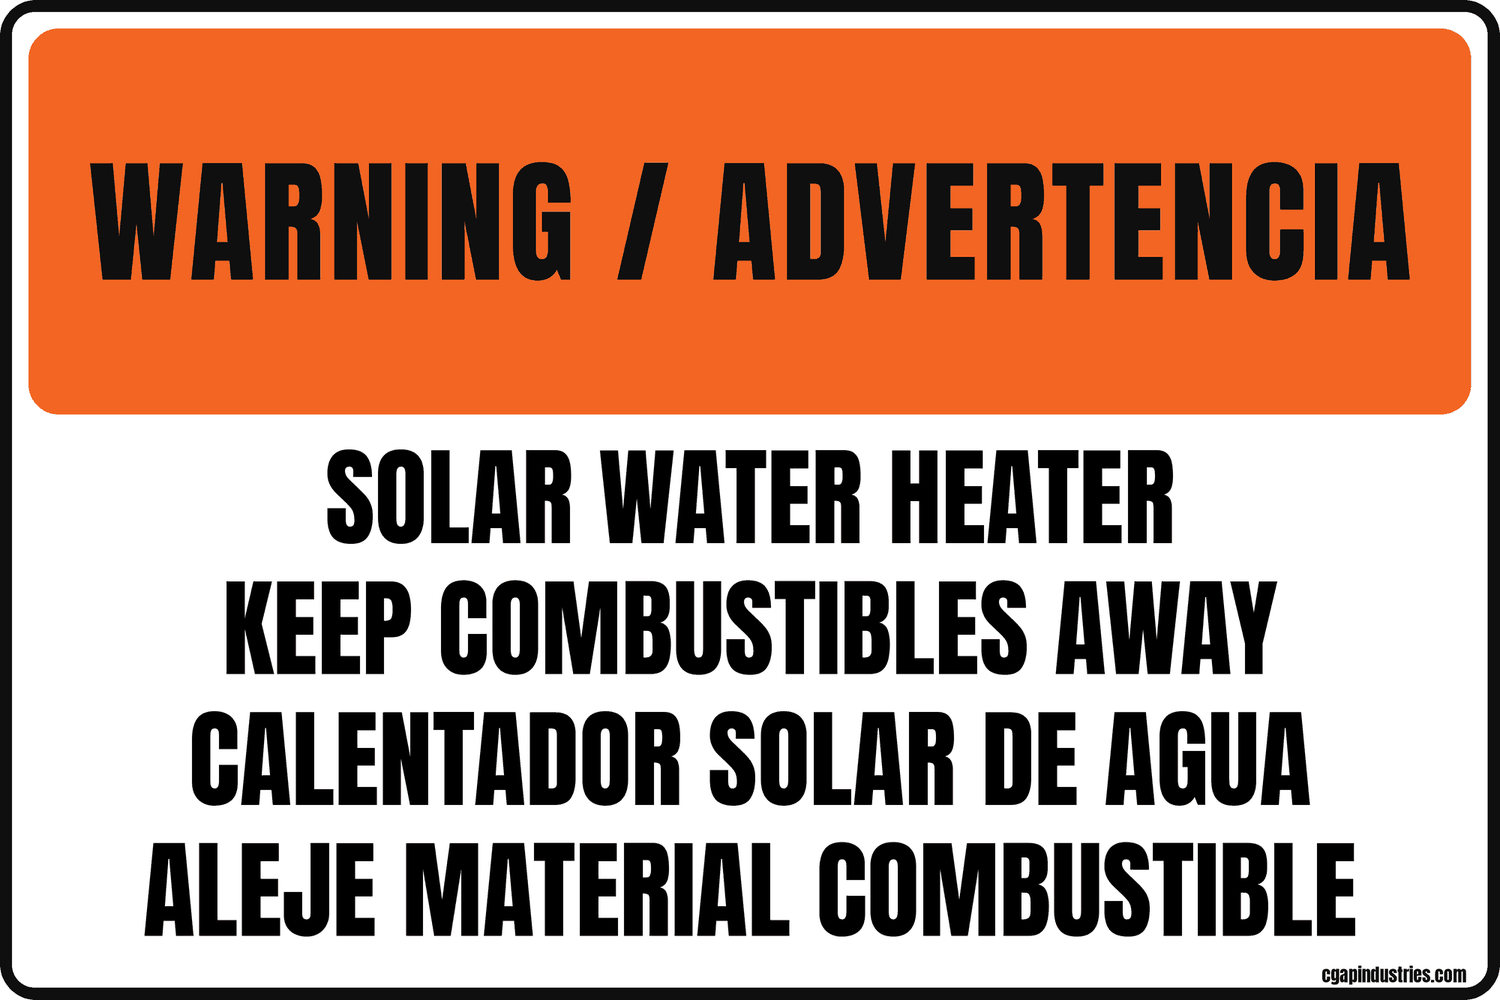 WARNING / ADVERTENCIA
SOLAR WATER HEATER
KEEP COMBUSTIBLES AWAY
CALENTADOR SOLAR DE AGUA
ALEJE MATERIAL COMBUSTIBLE
cgapindustries.com